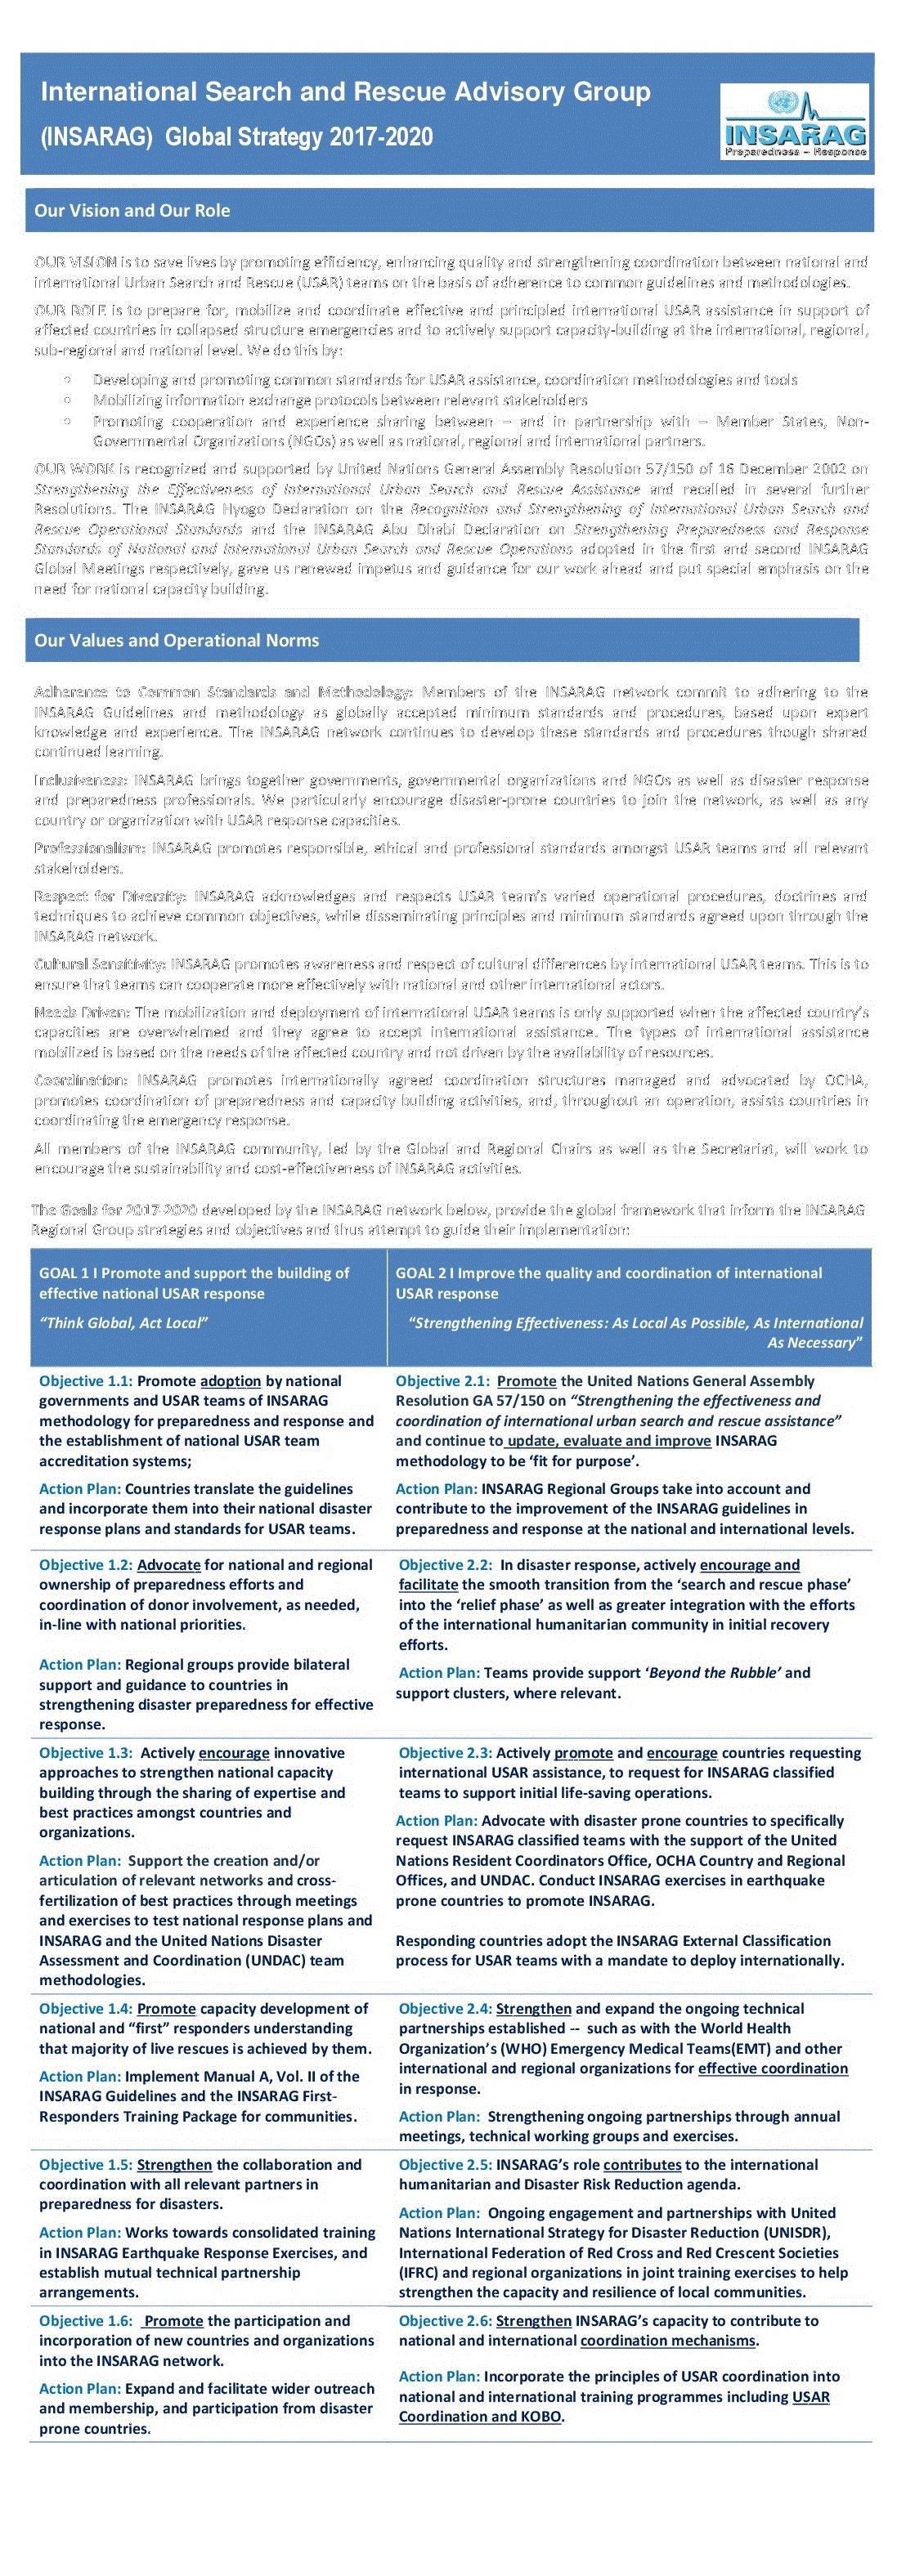 International Search and Rescue Advisory Group
(INSARAG) Global Strategy 2017-2020
INSARAG
Preparedness – Response
Our Vision and Our Role
OUR VISION is to save lives by promoting efficiency, enhancing quality and strengthening coordination between national and
international Urban Search and Rescue (USAR) teams on the basis of adherence to common guidelines and methodologies.
OUR ROLE is to prepare for, mobilize and coordinate effective and principled international USAR assistance in support of
affected countries in collapsed structure emergencies and to actively support capacity-building at the international, regional,
sub-regional and national level. We do this by:
◦ Developing and promoting common standards for USAR assistance, coordination methodologies and tools
◦ Mobilizing information exchange protocols between relevant stakeholders
◦ Promoting cooperation and experience sharing between – and in partnership with – Member States, Non-
Governmental Organizations (NGOs) as well as national, regional and international partners.
OUR WORK is recognized and supported by United Nations General Assembly Resolution 57/150 of 16 December 2002 on
Strengthening the Effectiveness of International Urban Search and Rescue Assistance and recalled in several further
Resolutions. The INSARAG Hyogo Declaration on the Recognition and Strengthening of International Urban Search and
Rescue Operational Standards and the INSARAG Abu Dhabi Declaration on Strengthening Preparedness and Response
Standards of National and International Urban Search and Rescue Operations adopted in the first and second INSARAG
Global Meetings respectively, gave us renewed impetus and guidance for our work ahead and put special emphasis on the
need for national capacity building.
Our Values and Operational Norms
Adherence to Common Standards and Methodology: Members of the INSARAG network commit to adhering to the
INSARAG Guidelines and methodology as globally accepted minimum standards and procedures, based upon expert
knowledge and experience. The INSARAG network continues to develop these standards and procedures though shared
continued learning.
Inclusiveness: INSARAG brings together governments, governmental organizations and NGOs as well as disaster response
and preparedness professionals. We particularly encourage disaster-prone countries to join the network, as well as any
country or organization with USAR response capacities.
Professionalism: INSARAG promotes responsible, ethical and professional standards amongst USAR teams and all relevant
stakeholders.
Respect for Diversity: INSARAG acknowledges and respects USAR team's varied operational procedures, doctrines and
techniques to achieve common objectives, while disseminating principles and minimum standards agreed upon through the
INSARAG network.
Cultural Sensitivity: INSARAG promotes awareness and respect of cultural differences by international USAR teams. This is to
ensure that teams can cooperate more effectively with national and other international actors.
Needs Driven: The mobilization and deployment of international USAR teams is only supported when the affected country's
capacities are overwhelmed and they agree to accept international assistance. The types of international assistance
mobilized is based on the needs of the affected country and not driven by the availability of resources.
Coordination: INSARAG promotes internationally agreed coordination structures managed and advocated by OCHA,
promotes coordination of preparedness and capacity building activities, and, throughout an operation, assists countries in
coordinating the emergency response.
All members of the INSARAG community, led by the Global and Regional Chairs as well as the Secretariat, will work to
encourage the sustainability and cost-effectiveness of INSARAG activities.
The Goals for 2017-2020 developed by the INSARAG network below, provide the global framework that inform the INSARAG
Regional Group strategies and objectives and thus attempt to guide their implementation:
GOAL 1 I Promote and support the building of
effective national USAR response
“Think Global, Act Local”
GOAL 2 I Improve the quality and coordination of international
USAR response
“Strengthening Effectiveness: As Local As Possible, As International
As Necessary”
Objective 1.1: Promote adoption by national
governments and USAR teams of INSARAG
methodology for preparedness and response and
the establishment of national USAR team
accreditation systems;
Action Plan: Countries translate the guidelines
and incorporate them into their national disaster
response plans and standards for USAR teams.
Objective 2.1: Promote the United Nations General Assembly
Resolution GA 57/150 on “Strengthening the effectiveness and
coordination of international urban search and rescue assistance”
and continue to update, evaluate and improve INSARAG
methodology to be ‘fit for purpose’.
Action Plan: INSARAG Regional Groups take into account and
contribute to the improvement of the INSARAG guidelines in
preparedness and response at the national and international levels.
Objective 1.2: Advocate for national and regional
ownership of preparedness efforts and
coordination of donor involvement, as needed,
in-line with national priorities.
Action Plan: Regional groups provide bilateral
support and guidance to countries in
strengthening disaster preparedness for effective
response.
Objective 2.2: In disaster response, actively encourage and
facilitate the smooth transition from the ‘search and rescue phase’
into the ‘relief phase’ as well as greater integration with the efforts
of the international humanitarian community in initial recovery
efforts.
Action Plan: Teams provide support ‘Beyond the Rubble’ and
support clusters, where relevant.
Objective 1.3: Actively encourage innovative
approaches to strengthen national capacity
building through the sharing of expertise and
best practices amongst countries and
organizations.
Action Plan: Support the creation and/or
articulation of relevant networks and cross-
fertilization of best practices through meetings
and exercises to test national response plans and
INSARAG and the United Nations Disaster
Assessment and Coordination (UNDAC) team
methodologies.
Objective 2.3: Actively promote and encourage countries requesting
international USAR assistance, to request for INSARAG classified
teams to support initial life-saving operations.
Action Plan: Advocate with disaster prone countries to specifically
request INSARAG classified teams with the support of the United
Nations Resident Coordinators Office, OCHA Country and Regional
Offices, and UNDAC. Conduct INSARAG exercises in earthquake
prone countries to promote INSARAG.
Responding countries adopt the INSARAG External Classification
process for USAR teams with a mandate to deploy internationally.
Objective 1.4: Promote capacity development of
national and “first” responders understanding
that majority of live rescues is achieved by them.
Action Plan: Implement Manual A, Vol. II of the
INSARAG Guidelines and the INSARAG First-
Responders Training Package for communities.
Objective 2.4: Strengthen and expand the ongoing technical
partnerships established -- such as with the World Health
Organization’s (WHO) Emergency Medical Teams(EMT) and other
international and regional organizations for effective coordination
in response.
Action Plan: Strengthening ongoing partnerships through annual
meetings, technical working groups and exercises.
Objective 1.5: Strengthen the collaboration and
coordination with all relevant partners in
preparedness for disasters.
Action Plan: Works towards consolidated training
in INSARAG Earthquake Response Exercises, and
establish mutual technical partnership
arrangements.
Objective 2.5: INSARAG’s role contributes to the international
humanitarian and Disaster Risk Reduction agenda.
Action Plan: Ongoing engagement and partnerships with United
Nations International Strategy for Disaster Reduction (UNISDR),
International Federation of Red Cross and Red Crescent Societies
(IFRC) and regional organizations in joint training exercises to help
strengthen the capacity and resilience of local communities.
Objective 1.6: Promote the participation and
incorporation of new countries and organizations
into the INSARAG network.
Action Plan: Expand and facilitate wider outreach
and membership, and participation from disaster
prone countries.
Objective 2.6: Strengthen INSARAG’s capacity to contribute to
national and international coordination mechanisms.
Action Plan: Incorporate the principles of USAR coordination into
national and international training programmes including USAR
Coordination and KOBO.